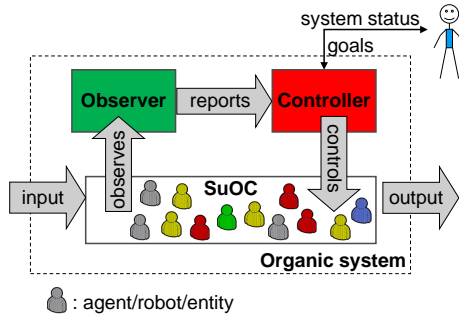 system status
goals
Observer
reports
Controller
observes
controls
SuOC
input
output
Organic system
: agent/robot/entity